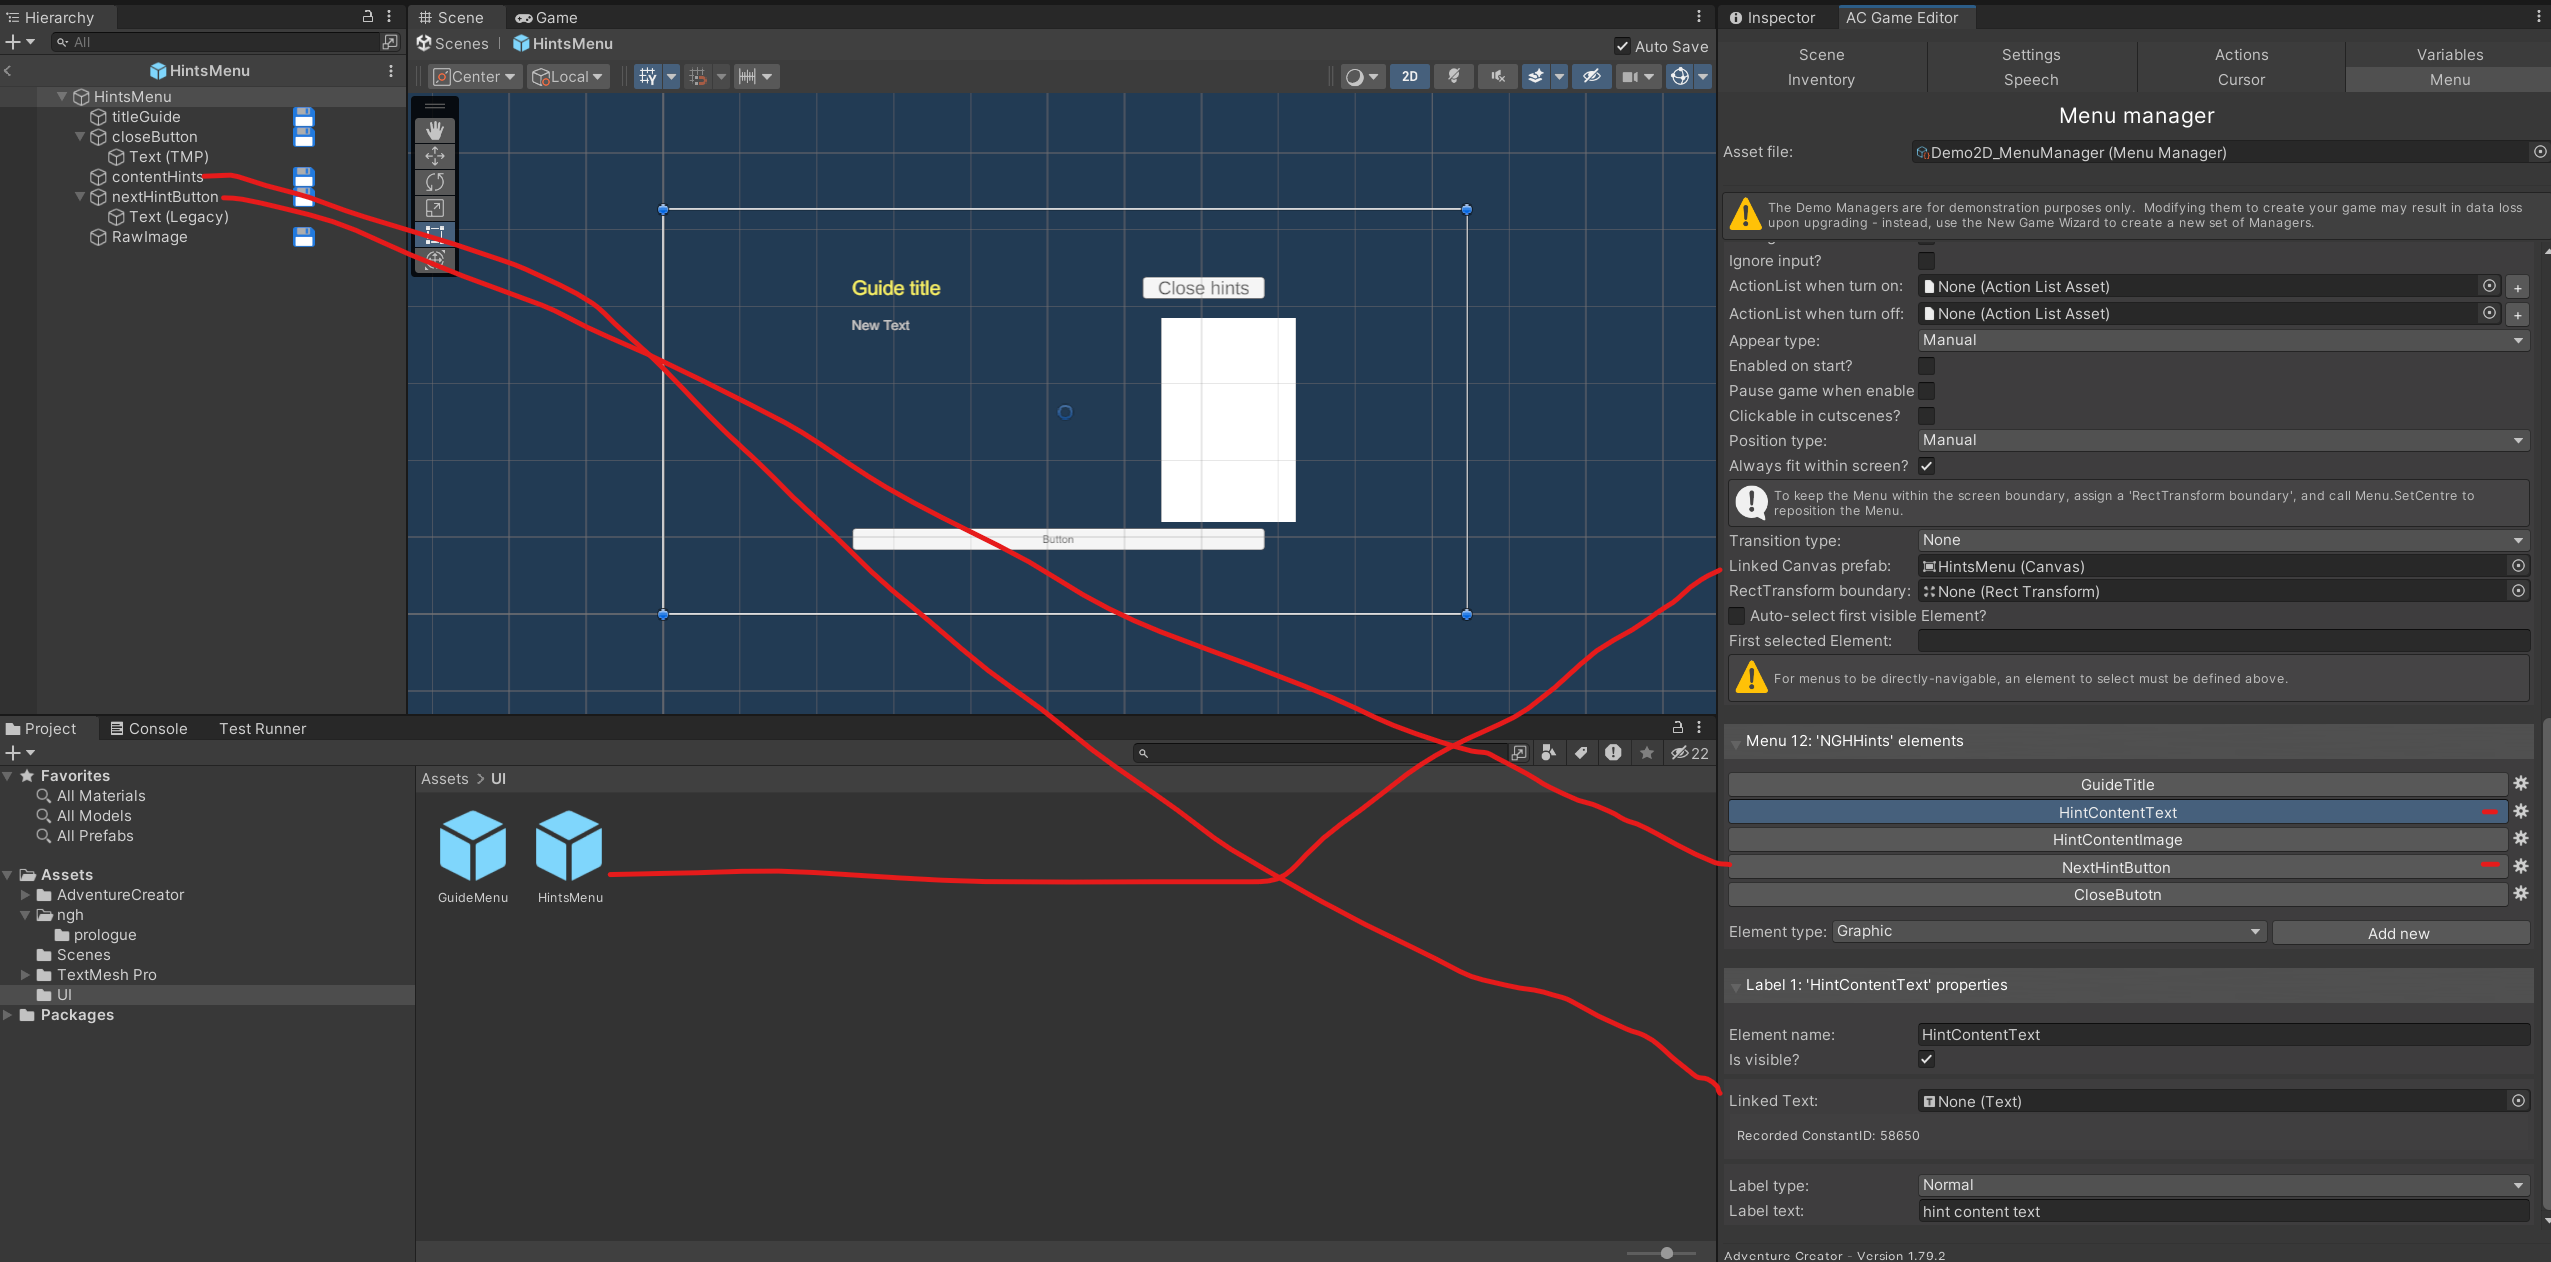 Hierarchy
All
HintsMenu
HintsMenu
titleGuide
closeButton
Text (TMP)
contentHints
nextHintButton
Text (Legacy)
RawImage
Scene
Game
Scenes
HintsMenu
Auto Save
Center
Local
2D
Guide title
Close hints
New Text
Button
Project
Console
Test Runner
22
Favorites
All Materials
All Models
All Prefabs
Assets
AdventureCreator
ngh
prologue
Scenes
TextMesh Pro
UI
Packages
Assets > UI
GuideMenu
HintsMenu
Inspector
AC Game Editor
Scene
Settings
Actions
Variables
Inventory
Speech
Cursor
Menu
Menu manager
Asset file:
Demo2D_MenuManager (Menu Manager)
The Demo Managers are for demonstration purposes only. Modifying them to create your game may result in data loss
upon upgrading - instead, use the New Game Wizard to create a new set of Managers.
Ignore input?
ActionList when turn on:
None (Action List Asset)
+
ActionList when turn off:
None (Action List Asset)
+
Appear type:
Manual
Enabled on start?
Pause game when enable
Clickable in cutscenes?
Position type:
Manual
Always fit within screen?
To keep the Menu within the screen boundary, assign a 'RectTransform boundary', and call Menu.SetCentre to
reposition the Menu.
Transition type:
None
Linked Canvas prefab:
HintsMenu (Canvas)
RectTransform boundary:
None (Rect Transform)
Auto-select first visible Element?
First selected Element:
For menus to be directly-navigable, an element to select must be defined above.
Menu 12: 'NGHHints' elements
GuideTitle
HintContentText
HintContentImage
NextHintButton
CloseButotn
Element type:
Graphic
Add new
Label 1: 'HintContentText' properties
Element name:
HintContentText
Is visible?
Linked Text:
None (Text)
Recorded ConstantID: 58650
Label type:
Normal
Label text:
hint content text
Adventure Creator - Version 1.79.2